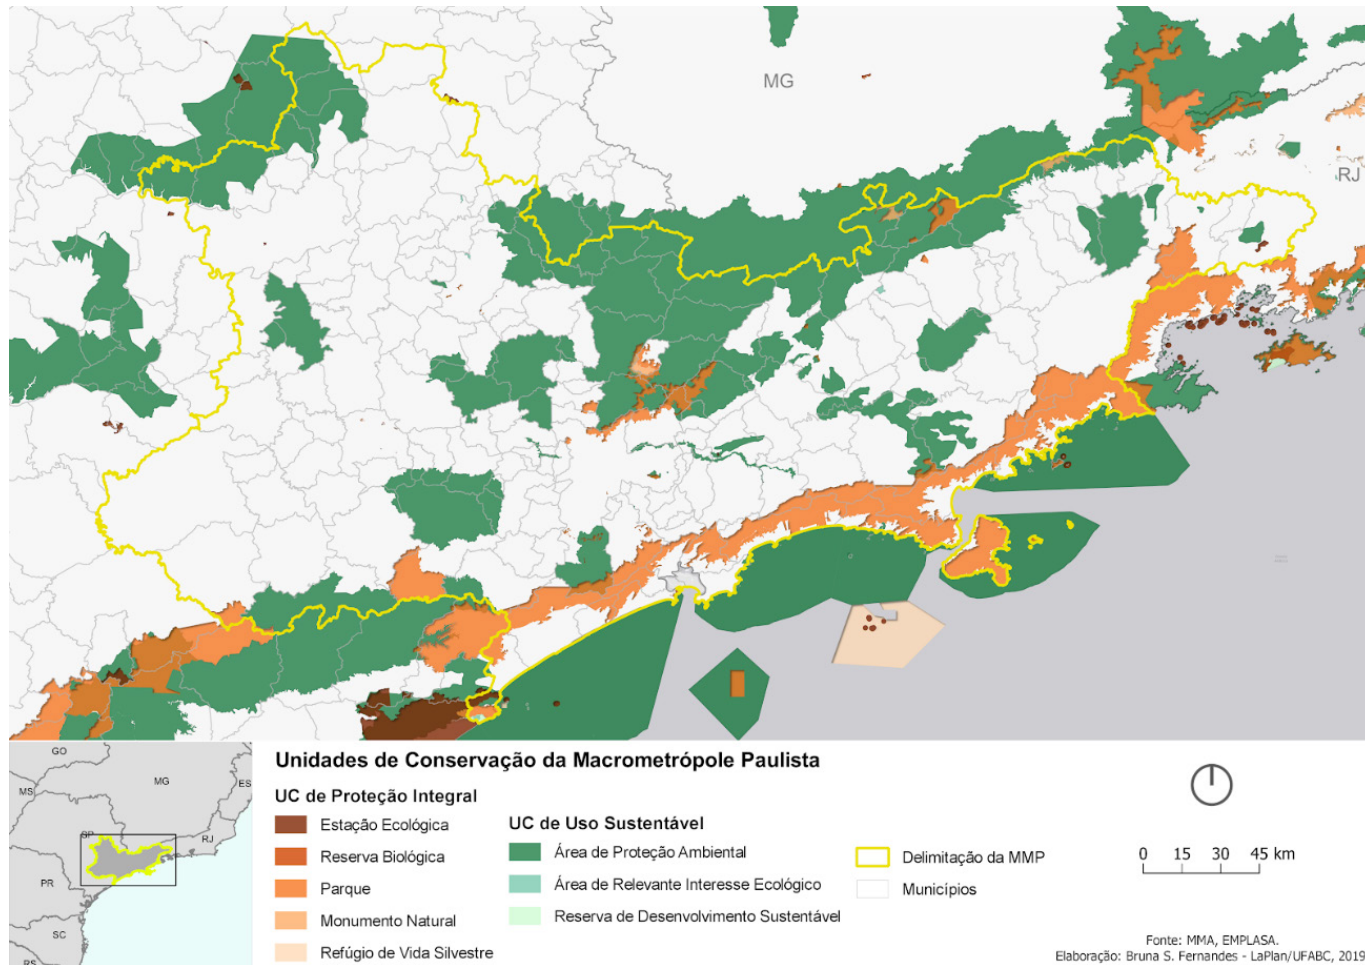 MG
RJ
GO
MS
MG
ES
SP
RJ
PR
SC
RS
Unidades de Conservação da Macrometrópole Paulista
UC de Proteção Integral
Estação Ecológica
Reserva Biológica
Parque
Monumento Natural
Refúgio de Vida Silvestre
UC de Uso Sustentável
Área de Proteção Ambiental
Área de Relevante Interesse Ecológico
Reserva de Desenvolvimento Sustentável
Delimitação da MMP
Municípios
0 15 30 45 km
Fonte: MMA, EMPLASA.
Elaboração: Bruna S. Fernandes - LaPlan/UFABC, 2019